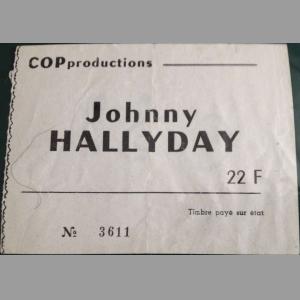 COPproductions
Johnny
HALLYDAY
22 F
Timbre payé sur état
№ 3611